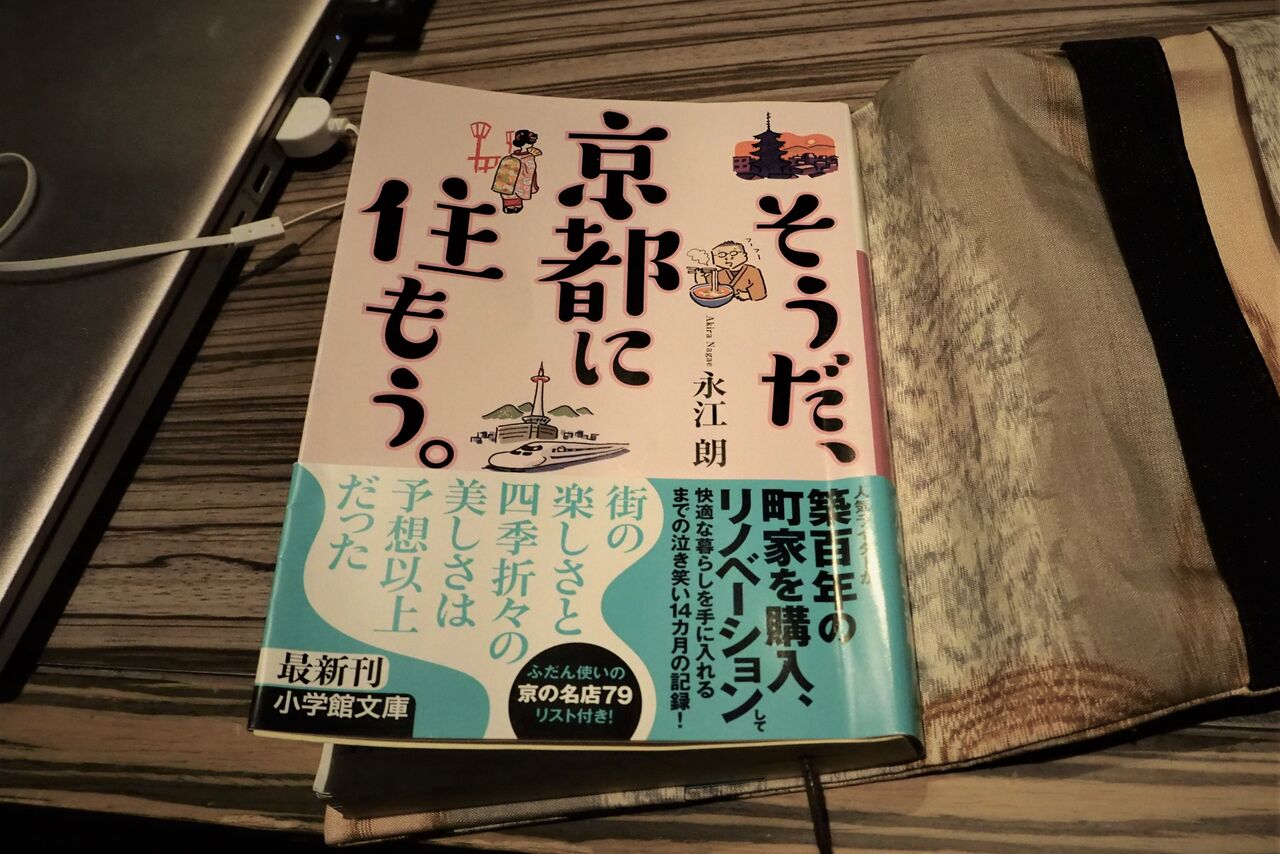 そうだ、
京都に
住もう。
Akira Nagae
永江 朗
人気ライターが
築百年の
町家を購入、
リノベーションして
快適な暮らしを手に入れる
までの泣き笑い14カ月の記録！
街の
楽しさと
四季折々の
美しさは
予想以上
だった
ふだん使いの
京の名店79
リスト付き！
最新刊
小学館文庫